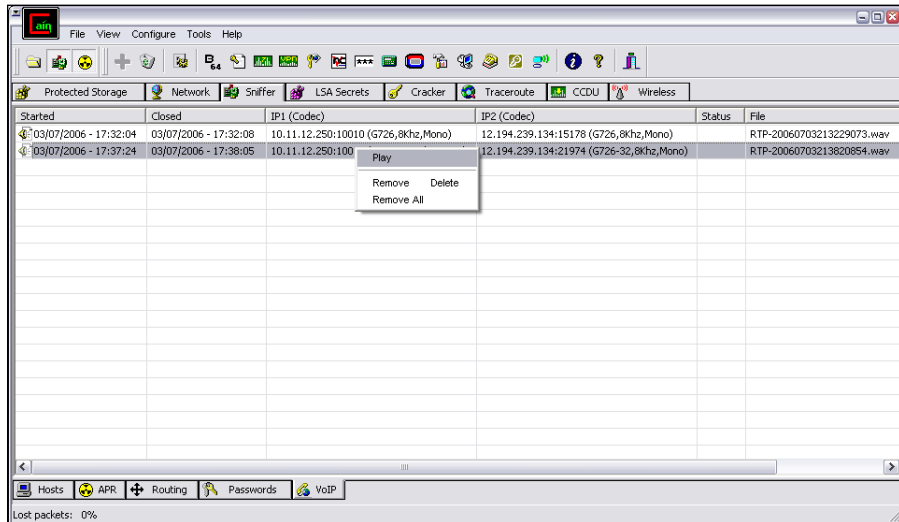 Cain
File View Configure Tools Help
B64
Protected Storage Network Sniffer LSA Secrets Cracker Traceroute CCDU Wireless
Started Closed IP1 (Codec) IP2 (Codec) Status File
03/07/2006 - 17:32:04 03/07/2006 - 17:32:08 10.11.12.250:10010 (G726,8Khz,Mono) 12.194.239.134:15178 (G726,8Khz,Mono) RTP-20060703213229073.wav
03/07/2006 - 17:37:24 03/07/2006 - 17:38:05 10.11.12.250:100 12.194.239.134:21974 (G726-32,8Khz,Mono) RTP-20060703213820854.wav
Play
Remove Delete
Remove All
Hosts APR Routing Passwords VoIP
Lost packets: 0%